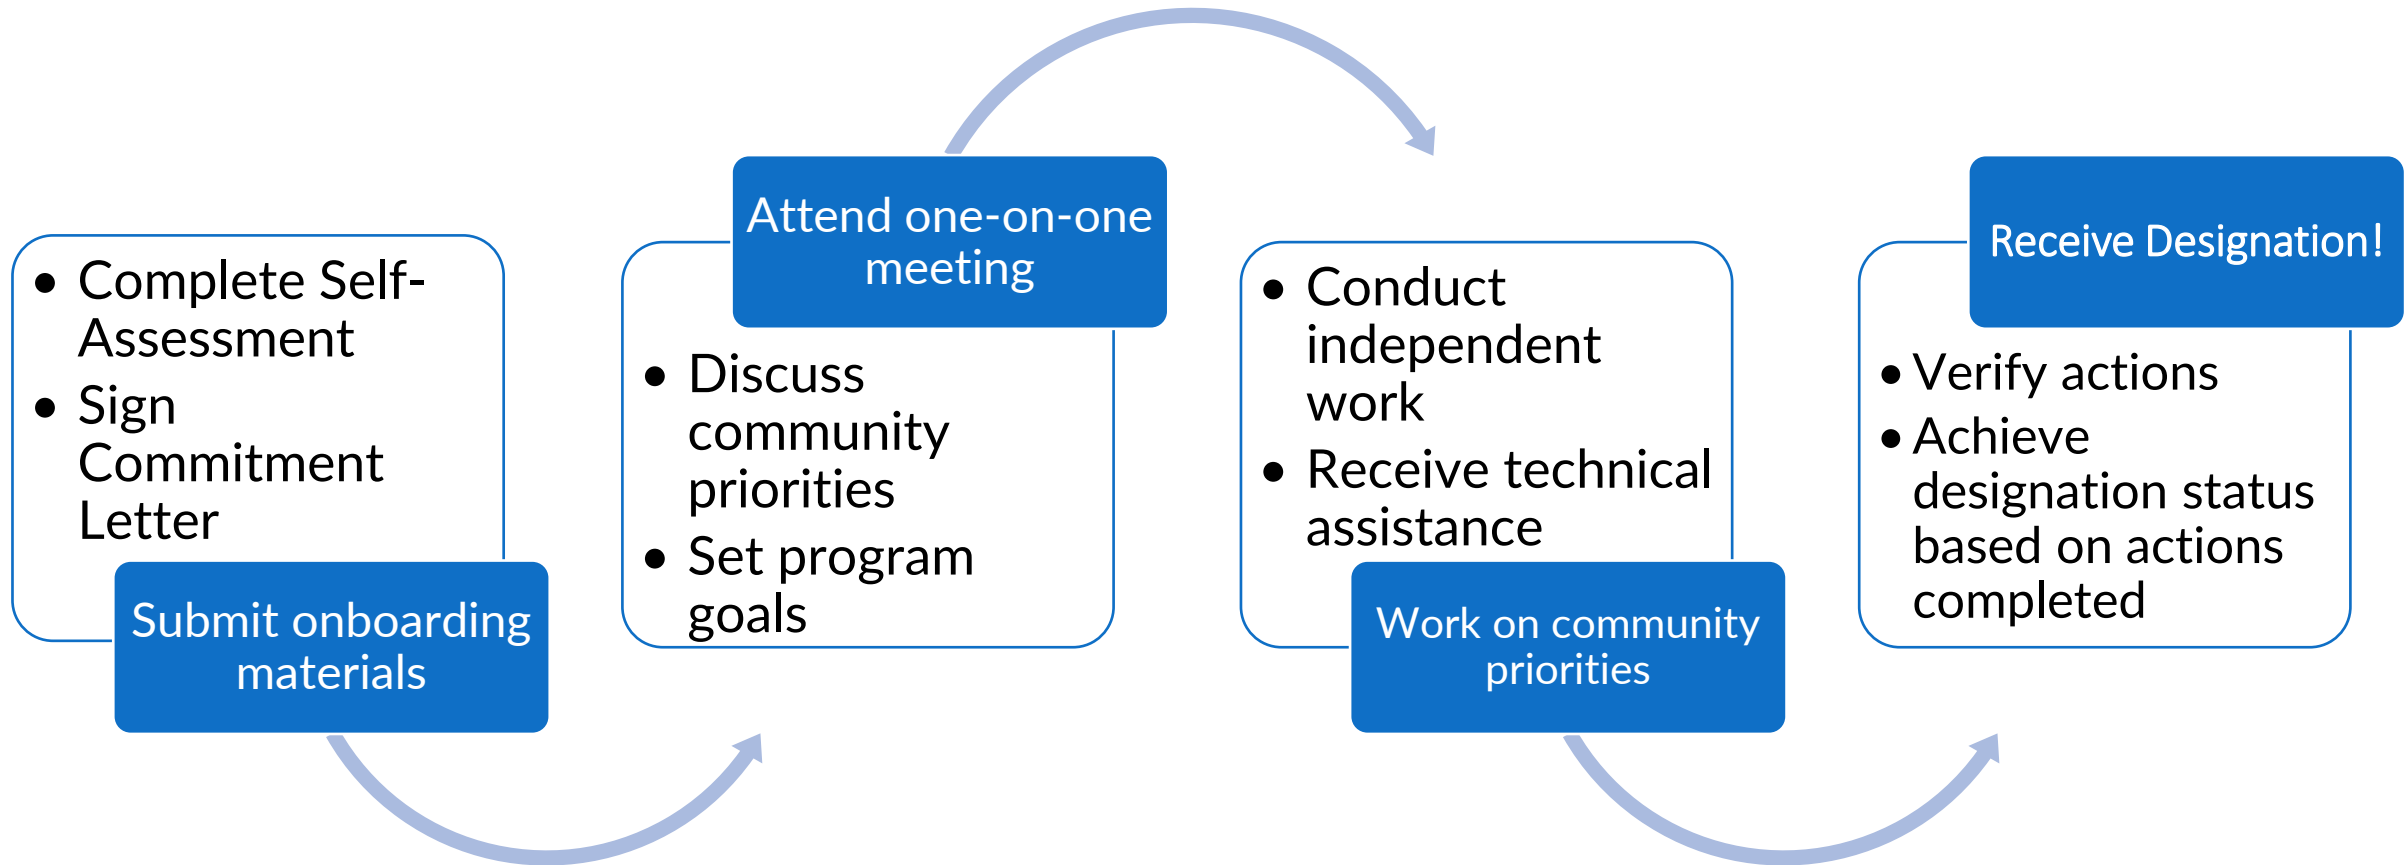 • Complete Self-
Assessment
• Sign
Commitment
Letter
Submit onboarding
materials
Attend one-on-one
meeting
• Discuss
community
priorities
• Set program
goals
• Conduct
independent
work
• Receive technical
assistance
Work on community
priorities
Receive Designation!
• Verify actions
• Achieve
designation status
based on actions
completed